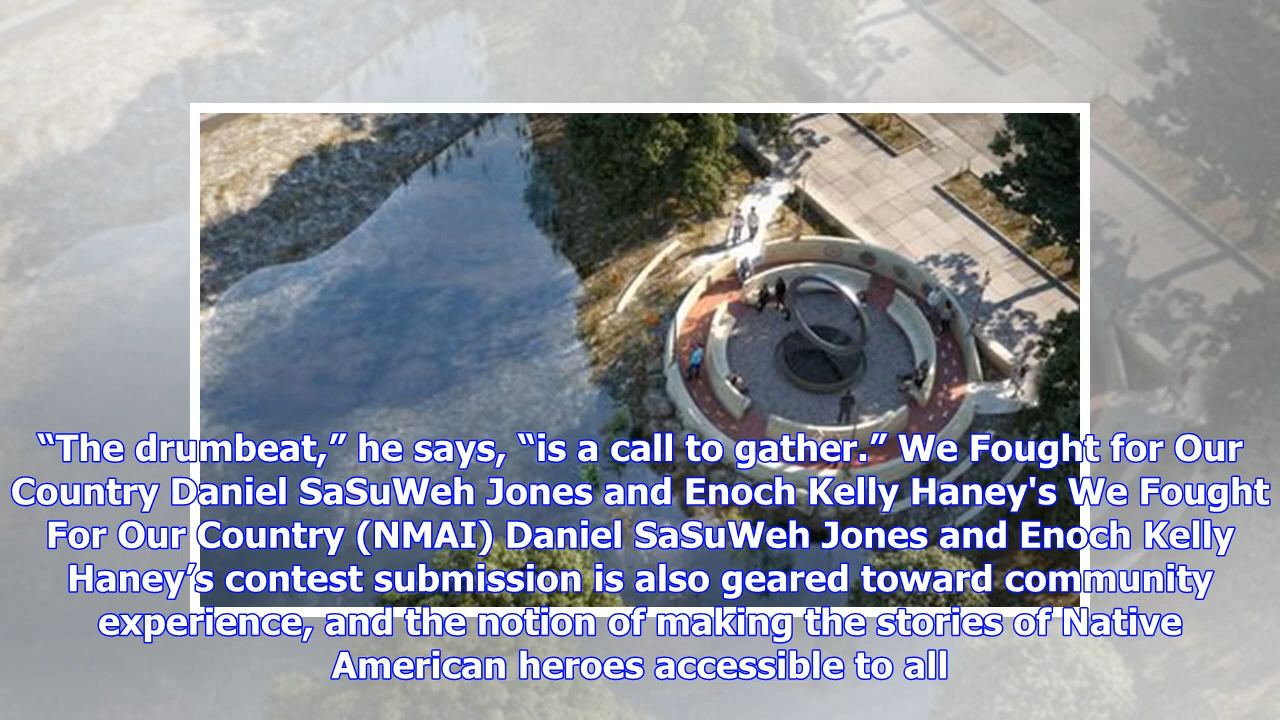 “The drumbeat,” he says, “is a call to gather.” We Fought for Our
Country Daniel SaSuWeh Jones and Enoch Kelly Haney's We Fought
For Our Country (NMAI) Daniel SaSuWeh Jones and Enoch Kelly
Haney’s contest submission is also geared toward community
experience, and the notion of making the stories of Native
American heroes accessible to all